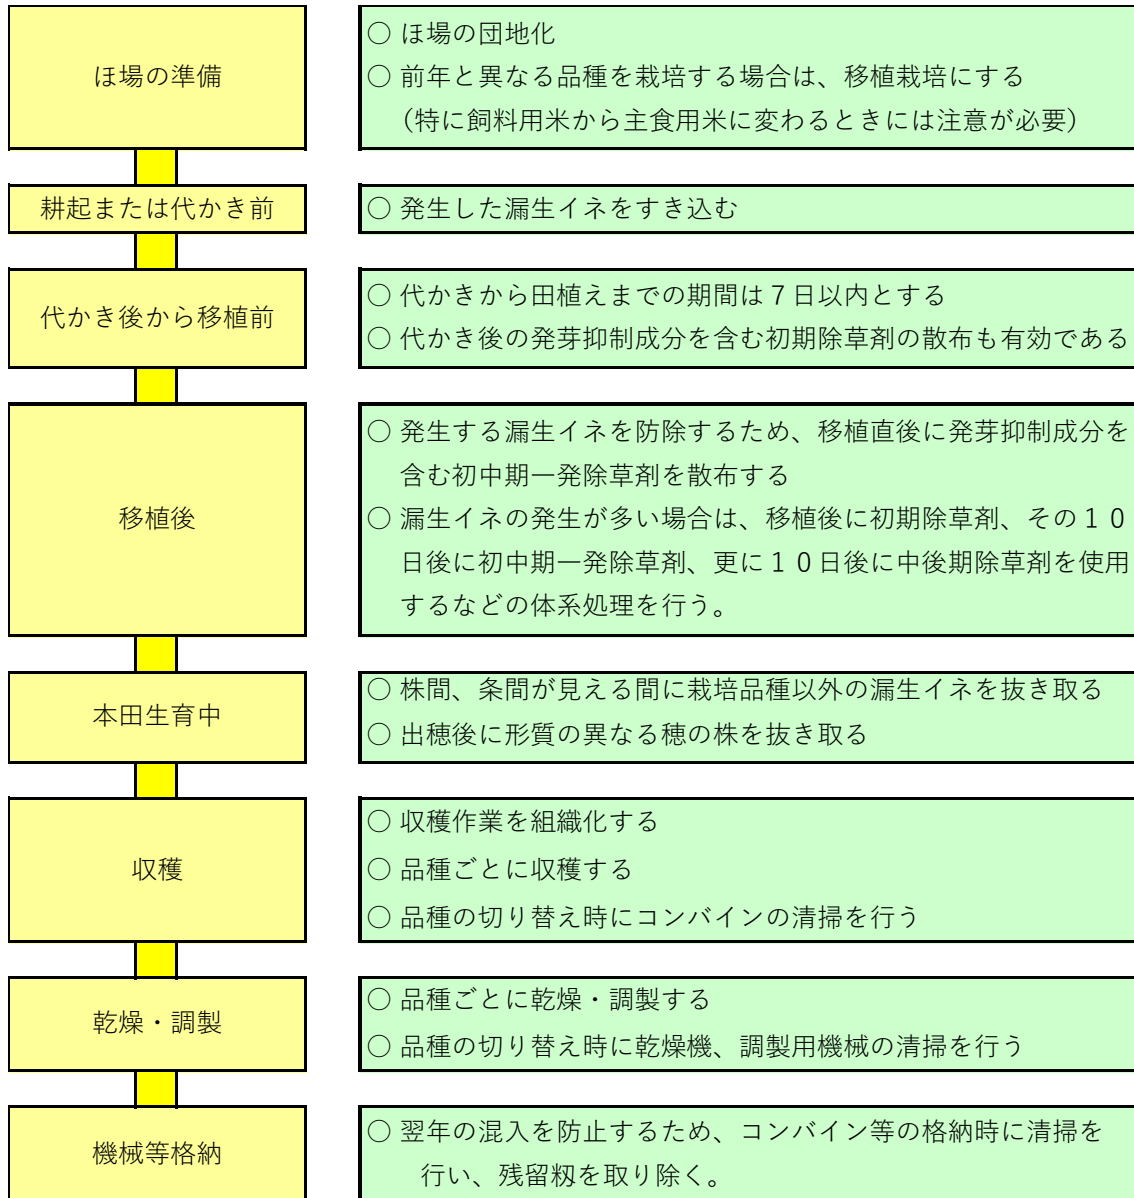 ほ場の準備
○ ほ場の団地化
○ 前年と異なる品種を栽培する場合は、移植栽培にする
（特に飼料用米から主食用米に変わるときには注意が必要）
耕起または代かき前
○ 発生した漏生イネをすき込む
代かき後から移植前
○ 代かきから田植えまでの期間は７日以内とする
○ 代かき後の発芽抑制成分を含む初期除草剤の散布も有効である
移植後
○ 発生する漏生イネを防除するため、移植直後に発芽抑制成分を
含む初中期一発除草剤を散布する
○ 漏生イネの発生が多い場合は、移植後に初期除草剤、その１０
日後に初中期一発除草剤、更に１０日後に中後期除草剤を使用
するなどの体系処理を行う。
本田生育中
○ 株間、条間が見える間に栽培品種以外の漏生イネを抜き取る
○ 出穂後に形質の異なる穂の株を抜き取る
収穫
○ 収穫作業を組織化する
○ 品種ごとに収穫する
○ 品種の切り替え時にコンバインの清掃を行う
乾燥・調製
○ 品種ごとに乾燥・調製する
○ 品種の切り替え時に乾燥機、調製用機械の清掃を行う
機械等格納
○ 翌年の混入を防止するため、コンバイン等の格納時に清掃を
行い、残留籾を取り除く。